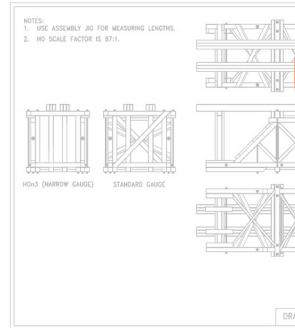 NOTES:
1. USE ASSEMBLY JIG FOR MEASURING LENGTHS.
2. HO SCALE FACTOR IS 87:1.
HOn3 (NARROW GAUGE) STANDARD GAUGE
DRA